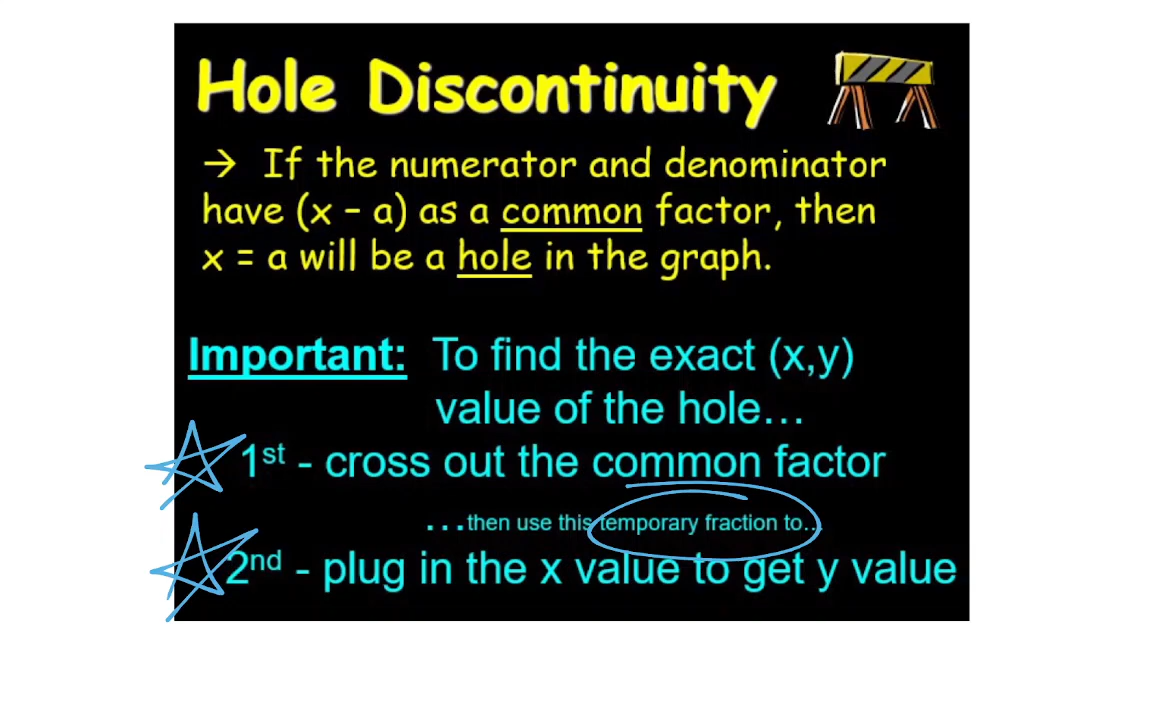 Hole Discontinuity
→ If the numerator and denominator
have (x – a) as a common factor, then
x = a will be a hole in the graph.
Important: To find the exact (x,y)
value of the hole…
1st - cross out the common factor
…then use this temporary fraction to…
2nd - plug in the x value to get y value